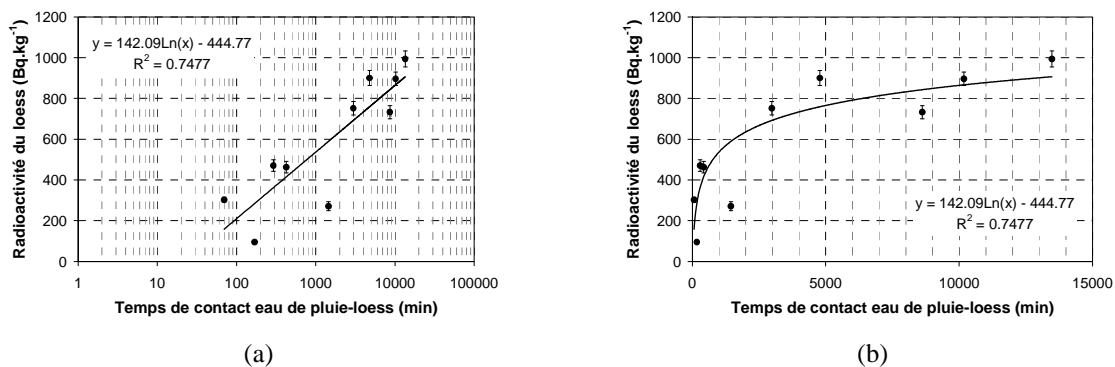 1200
1000
800
600
400
200
0
Radioactivité du loess (Bq.kg-1)
y = 142.09Ln(x) - 444.77
R2 = 0.7477
1 10 100 1000 10000 100000
Temps de contact eau de pluie-loess (min)
(a)
1200
1000
800
600
400
200
0
Radioactivité du loess (Bq.kg-1)
y = 142.09Ln(x) - 444.77
R2 = 0.7477
0 5000 10000 15000
Temps de contact eau de pluie-loess (min)
(b)